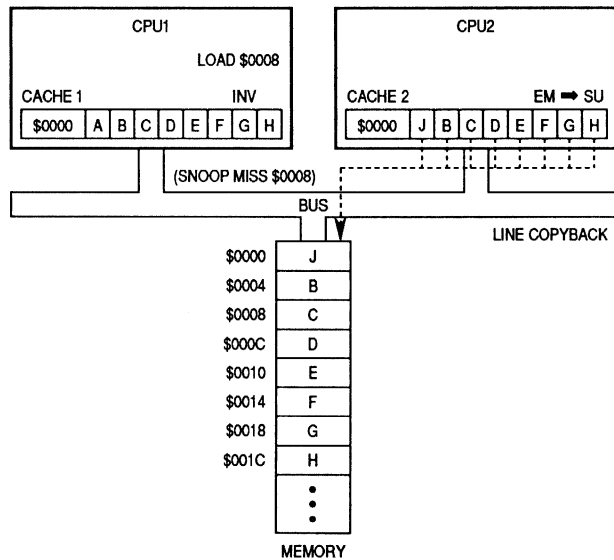 CPU1
LOAD $0008
CACHE 1 INV
$0000 A B C D E F G H
CPU2
CACHE 2 EM ➡ SU
$0000 J B C D E F G H
(SNOOP MISS $0008)
BUS
LINE COPYBACK
$0000 J
$0004 B
$0008 C
$000C D
$0010 E
$0014 F
$0018 G
$001C H
MEMORY